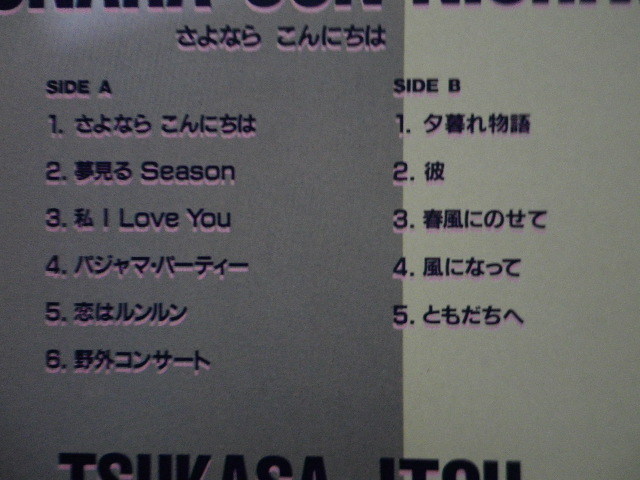 さよなら こんにちは
SIDE A
1. さよなら こんにちは
2. 夢見る Season
3. 私 I Love You
4. パジャマ・パーティー
5. 恋はルンルン
6. 野外コンサート
SIDE B
1. 夕暮れ物語
2. 彼
3. 春風にのせて
4. 風になって
5. ともだちへ
TSUKASA ITOH